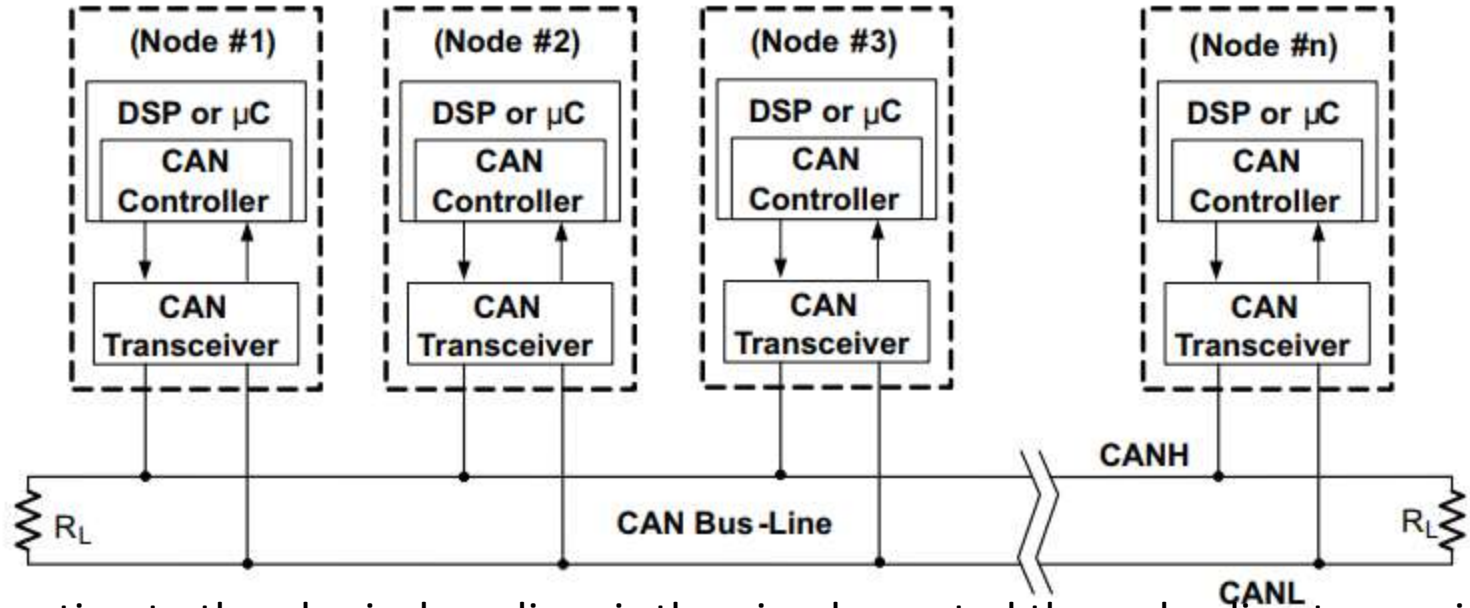 (Node #1)
(Node #2)
(Node #3)
(Node #n)
DSP or µC
DSP or µC
DSP or µC
DSP or µC
CAN
Controller
CAN
Controller
CAN
Controller
CAN
Controller
CAN
Transceiver
CAN
Transceiver
CAN
Transceiver
CAN
Transceiver
CANH
RL
CAN Bus-Line
RL
CANL